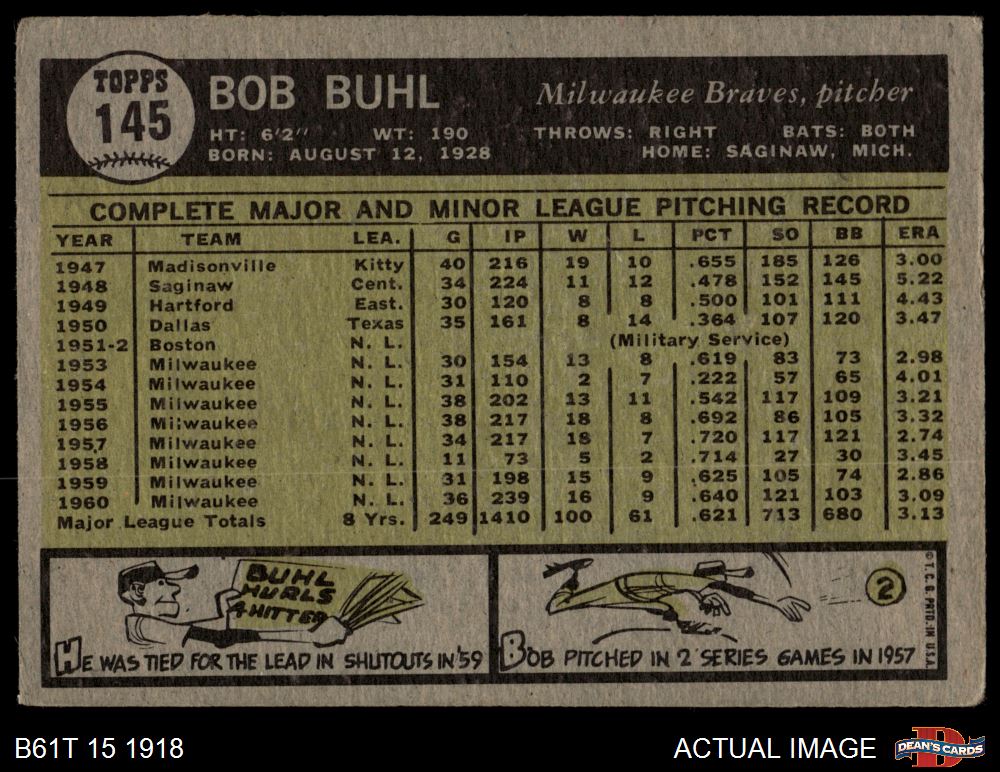 TOPPS
145
BOB BUHL
Milwaukee Braves, pitcher
HT: 6'2" WT: 190 THROWS: RIGHT BATS: BOTH
BORN: AUGUST 12, 1928 HOME: SAGINAW, MICH.
COMPLETE MAJOR AND MINOR LEAGUE PITCHING RECORD
YEAR TEAM LEA. G IP W L PCT SO BB ERA
1947 Madisonville Kitty 40 216 19 10 .655 185 126 3.00
1948 Saginaw Cent. 34 224 11 12 .478 152 145 5.22
1949 Hartford East. 30 120 8 8 .500 101 111 4.43
1950 Dallas Texas 35 161 8 14 .364 107 120 3.47
1951-2 Boston N. L. (Military Service)
1953 Milwaukee N. L. 30 154 13 8 .619 83 73 2.98
1954 Milwaukee N. L. 31 110 2 7 .222 57 65 4.01
1955 Milwaukee N. L. 38 202 13 11 .542 117 109 3.21
1956 Milwaukee N. L. 38 217 18 8 .692 86 105 3.32
1957 Milwaukee N. L. 34 217 18 7 .720 117 121 2.74
1958 Milwaukee N. L. 11 73 5 2 .714 27 30 3.45
1959 Milwaukee N. L. 31 198 15 9 .625 105 74 2.86
1960 Milwaukee N. L. 36 239 16 9 .640 121 103 3.09
Major League Totals 8 Yrs. 249 1410 100 61 .621 713 680 3.13
BUHL
HURLS
4 HITTER
HE WAS TIED FOR THE LEAD IN SHUTOUTS IN '59
2
BOB PITCHED IN 2 SERIES GAMES IN 1957
© T. C. G. PRTD. IN U.S.A.
B61T 15 1918
ACTUAL IMAGE
D
DEAN'S CARDS